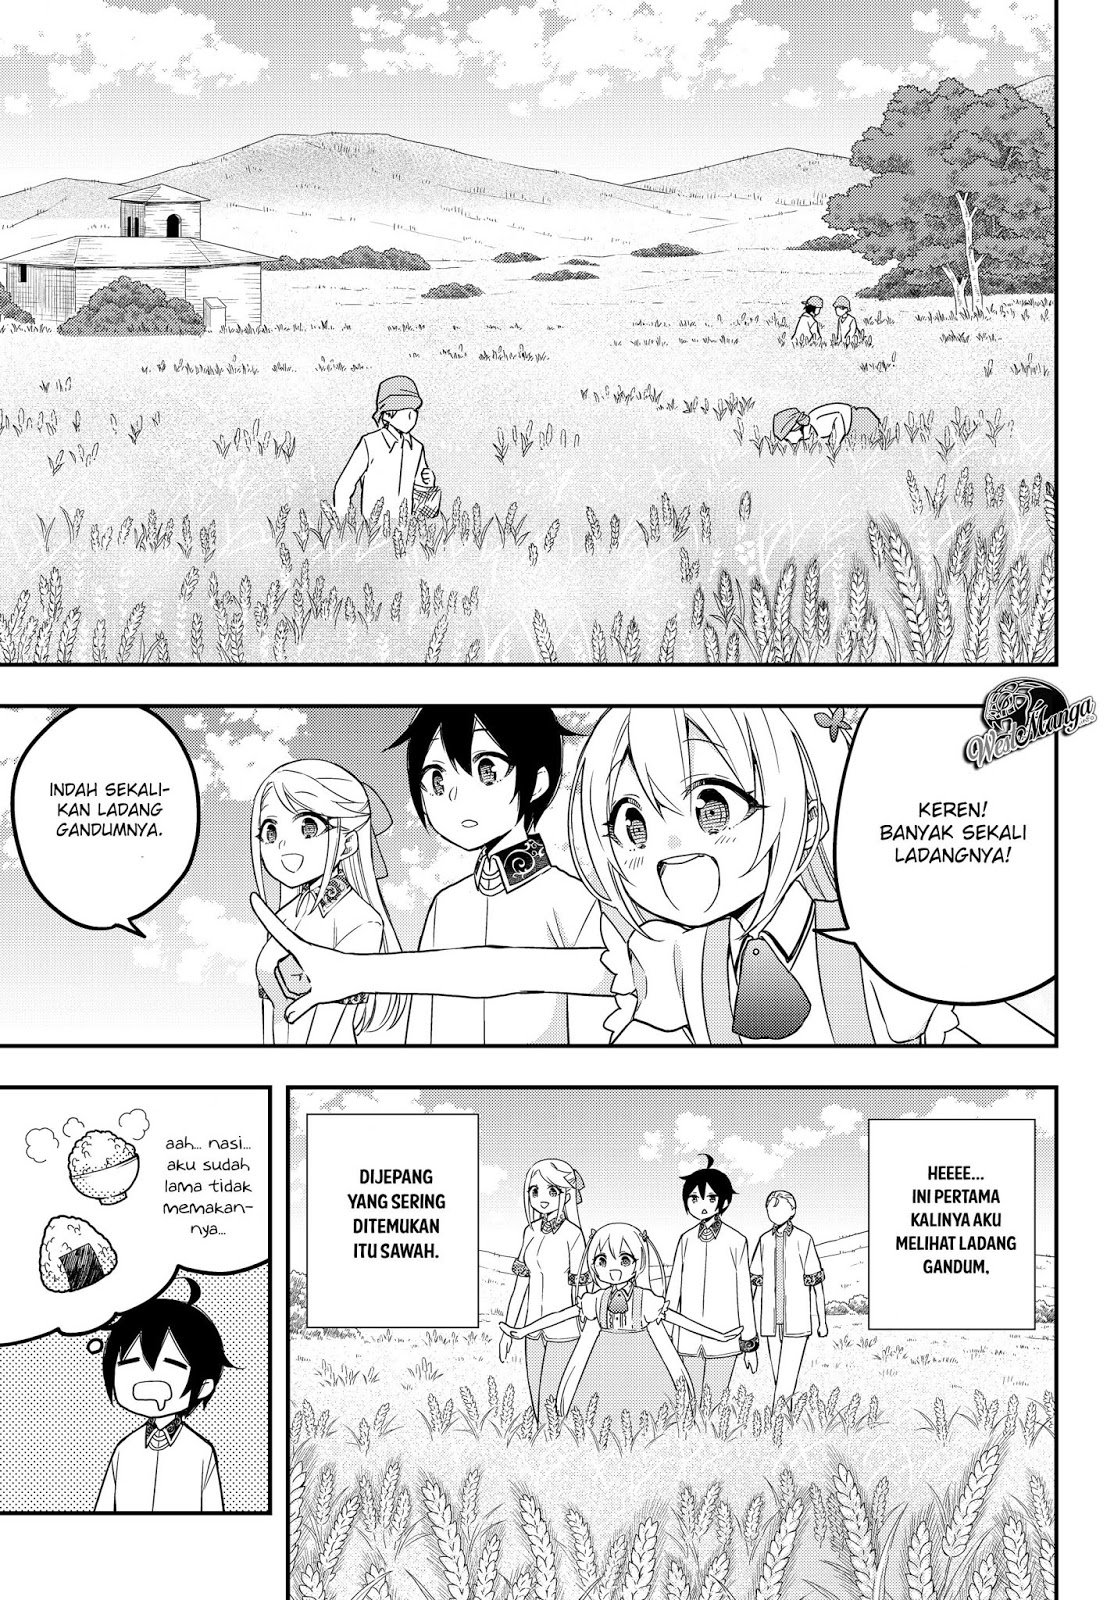 WestManga
KEREN!
BANYAK SEKALI
LADANGNYA!
INDAH SEKALI-
KAN LADANG
GANDUMNYA.
HEEEE...
INI PERTAMA
KALINYA AKU
MELIHAT LADANG
GANDUM.
DIJEPANG
YANG SERING
DITEMUKAN
ITU SAWAH.
aah... nasi...
aku sudah
lama tidak
memakan-
nya...